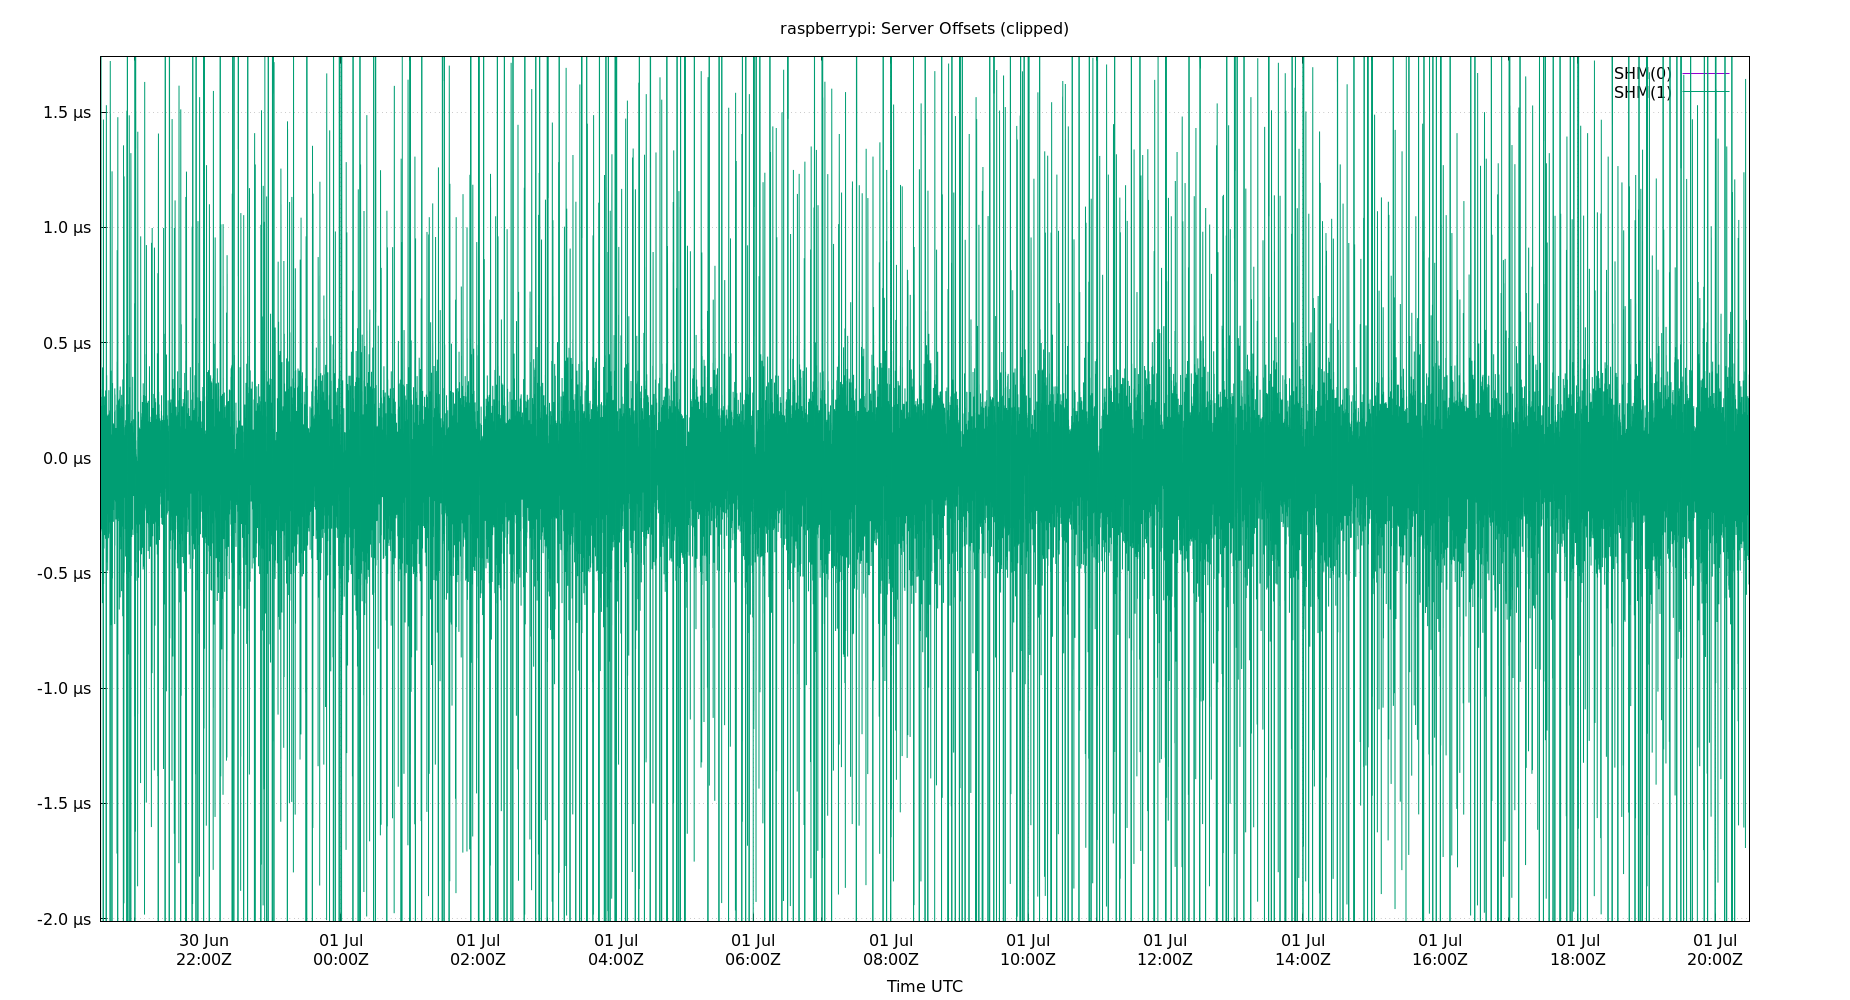 raspberrypi: Server Offsets (clipped)
SHM(0)
SHM(1)
1.5 µs
1.0 µs
0.5 µs
0.0 µs
-0.5 µs
-1.0 µs
-1.5 µs
-2.0 µs
30 Jun 01 Jul 01 Jul 01 Jul 01 Jul 01 Jul 01 Jul 01 Jul 01 Jul 01 Jul 01 Jul 01 Jul
22:00Z 00:00Z 02:00Z 04:00Z 06:00Z 08:00Z 10:00Z 12:00Z 14:00Z 16:00Z 18:00Z 20:00Z
Time UTC